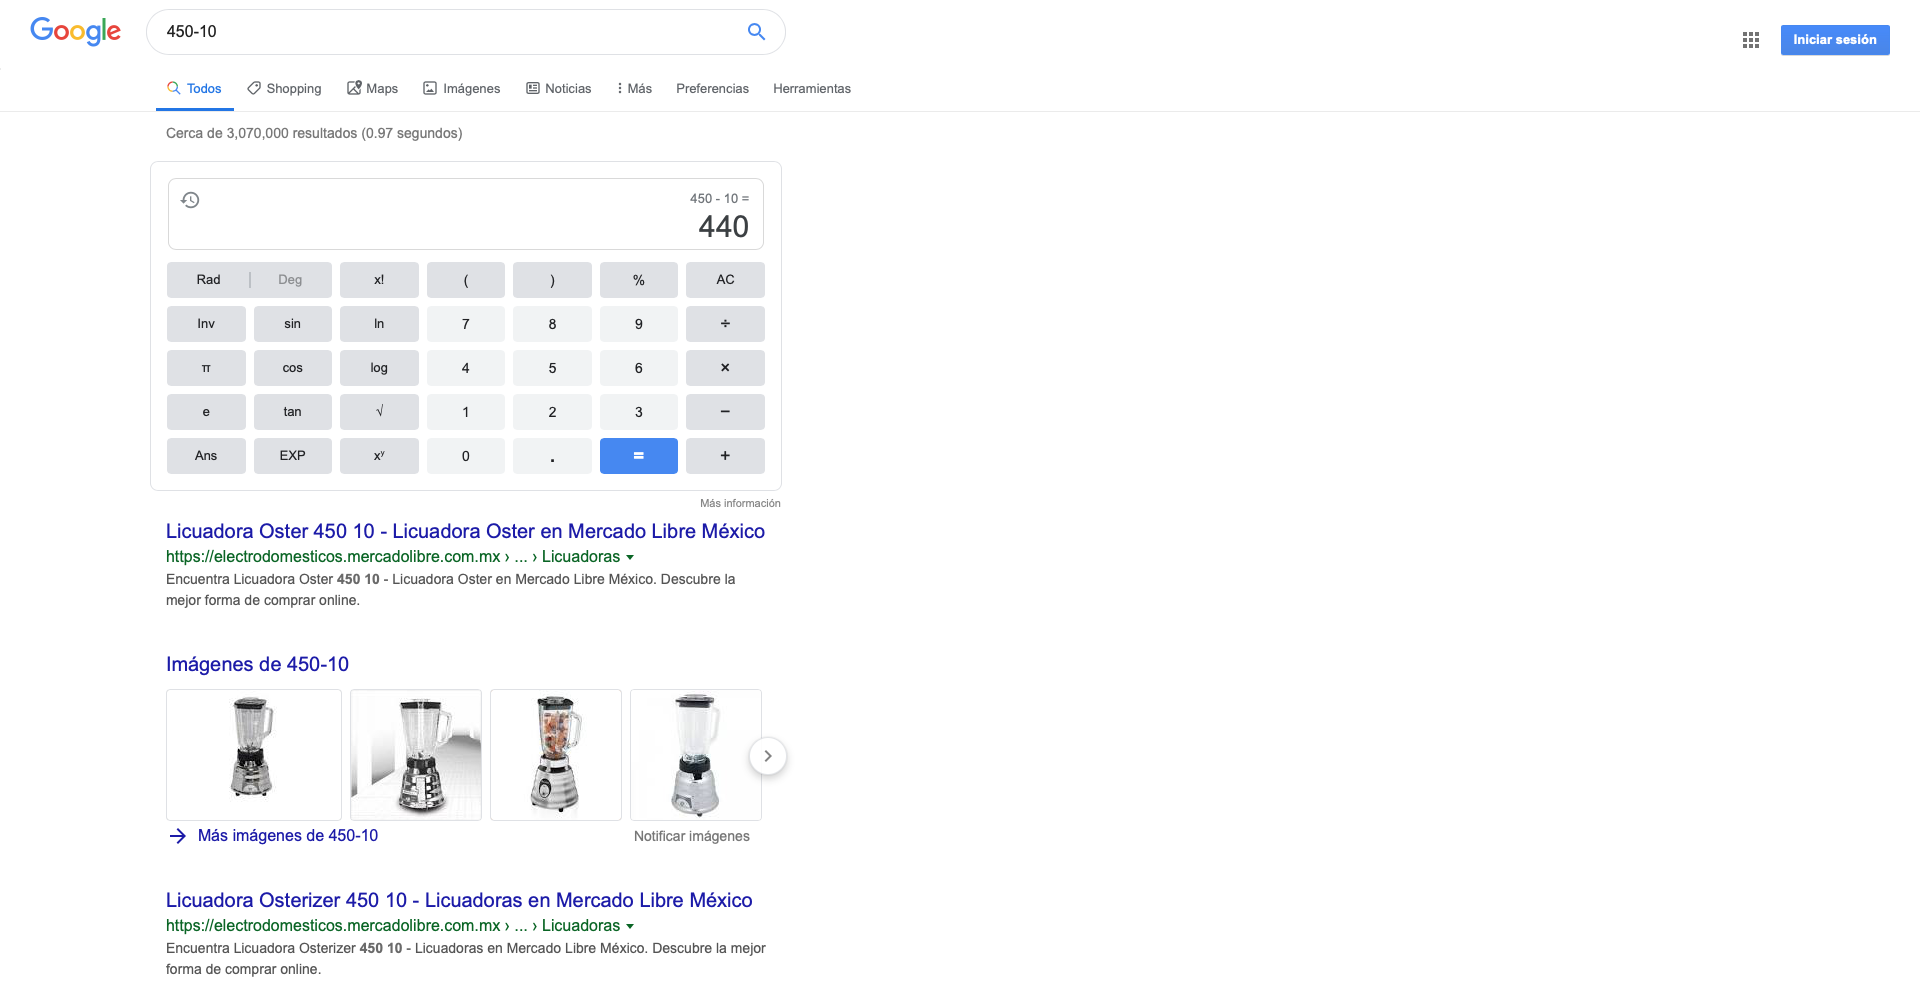 Google
450-10
Iniciar sesión
Todos
Shopping
Maps
Imágenes
Noticias
Más
Preferencias
Herramientas
Cerca de 3,070,000 resultados (0.97 segundos)
450 - 10 =
440
Rad | Deg
x!
(
)
%
AC
Inv
sin
ln
7
8
9
÷
π
cos
log
4
5
6
×
e
tan
√
1
2
3
−
Ans
EXP
xʸ
0
.
=
+
Más información
Licuadora Oster 450 10 - Licuadora Oster en Mercado Libre México
https://electrodomesticos.mercadolibre.com.mx › ... › Licuadoras
Encuentra Licuadora Oster 450 10 - Licuadora Oster en Mercado Libre México. Descubre la
mejor forma de comprar online.
Imágenes de 450-10
Más imágenes de 450-10
Notificar imágenes
Licuadora Osterizer 450 10 - Licuadoras en Mercado Libre México
https://electrodomesticos.mercadolibre.com.mx › ... › Licuadoras
Encuentra Licuadora Osterizer 450 10 - Licuadoras en Mercado Libre México. Descubre la mejor
forma de comprar online.